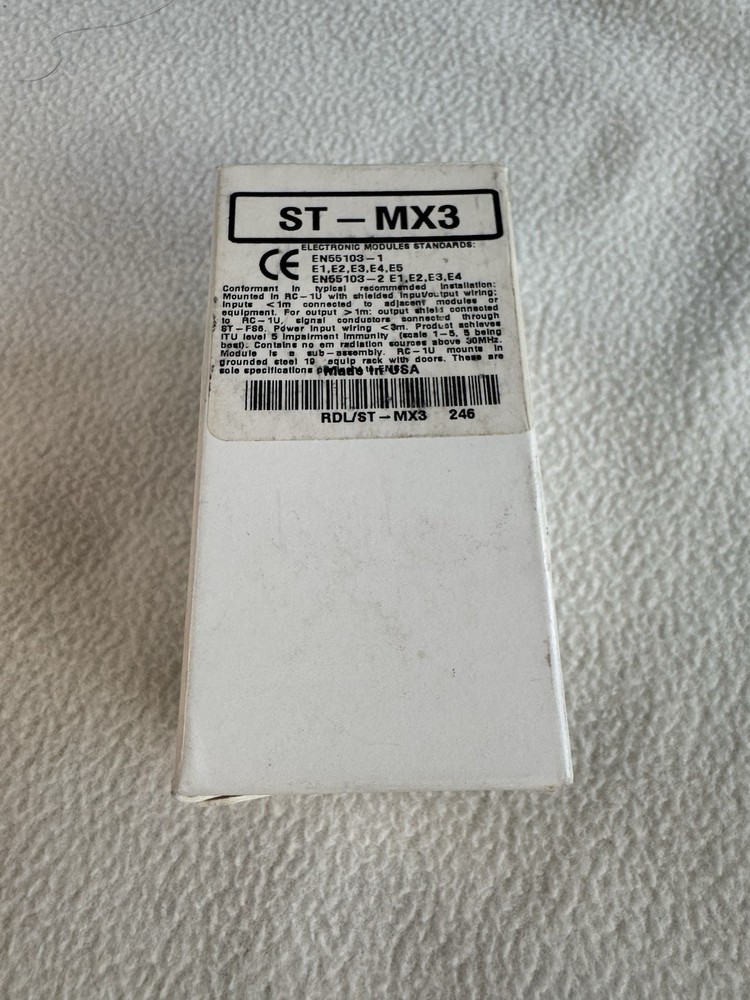 ST – MX3
ELECTRONIC MODULES STANDARDS:
CE EN55103-1
E1,E2,E3,E4,E5
EN55103-2 E1,E2,E3,E4
Conformant in typical recommended installation:
Mounted in RC-1U with shielded input/output wiring:
Inputs <1m connected to adjacent modules or
equipment. For output >1m: output shield connected
to RC-1U, signal conductors connected through
ST-FS6. Power input wiring <3m. Product achieves
ITU level 5 impairment immunity (scale 1-5, 5 being
best). Contains no em radiation sources above 30MHz.
Module is a sub-assembly. RC-1U mounts in
grounded steel 19 equip rack with doors. These are
sole specifications
Made in USA
RDL/ST-MX3 246